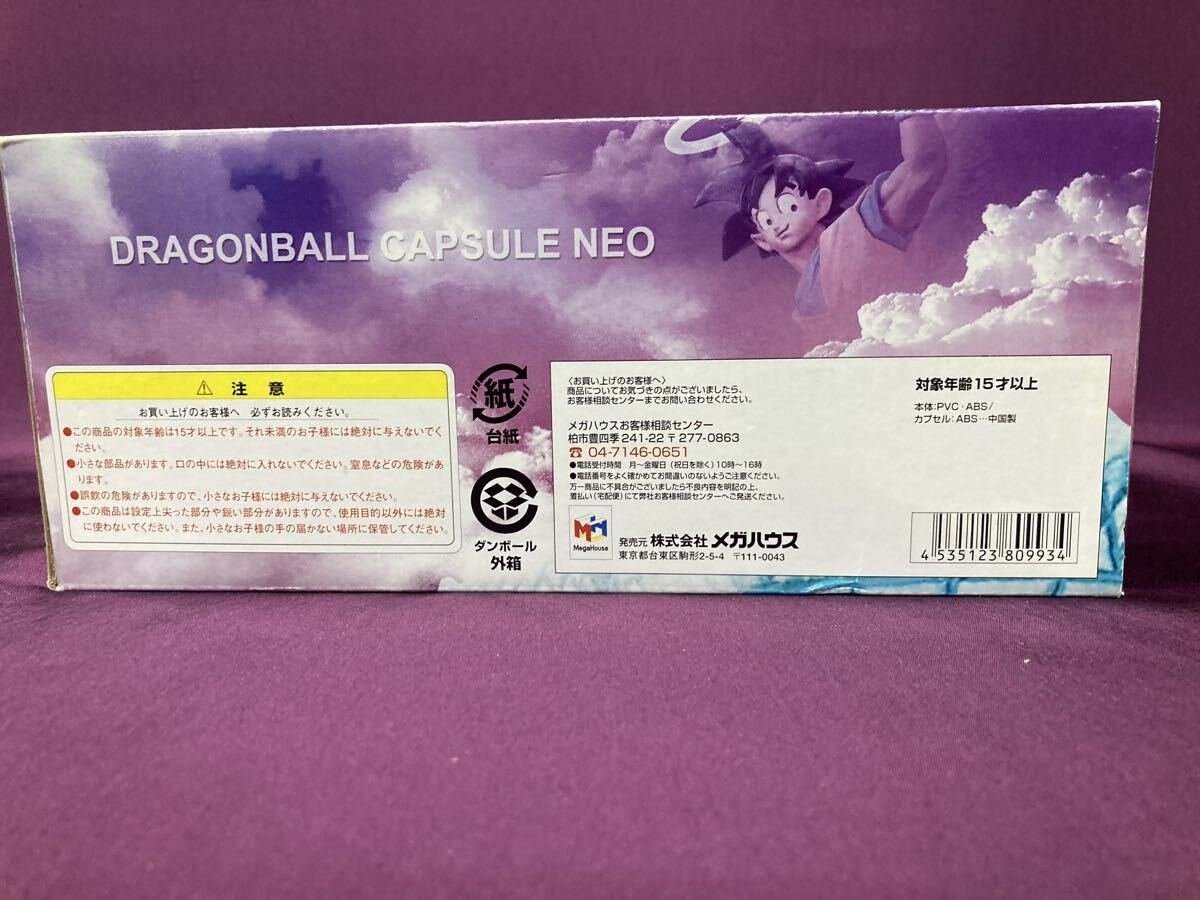 DRAGONBALL CAPSULE NEO
⚠ 注 意
お買い上げのお客様へ 必ずお読みください。
●この商品の対象年齢は15才以上です。それ未満のお子様には絶対に与えないでく
ださい。
●小さな部品があります。口の中には絶対に入れないでください。窒息などの危険があ
ります。
●誤飲の危険がありますので、小さなお子様には絶対に与えないでください。
●この商品は設定上尖った部分や鋭い部分がありますので、使用目的以外には絶対
に使わないでください。また、小さなお子様の手の届かない場所に保管してください。
紙
台紙
ダンボール
外箱
〈お買い上げのお客様へ〉
商品についてお気づきの点がございましたら、
お客様相談センターまでお問い合わせください。
メガハウスお客様相談センター
柏市豊四季241-22 〒277-0863
☎04-7146-0651
●電話受付時間 月〜金曜日(祝日を除く)10時〜16時
●電話番号をよく確かめてお間違いのないようご注意ください。
万一商品に不具合がございましたら不良内容を明記の上、
着払い(宅配便)にて弊社お客様相談センターへご発送ください。
MegaHouse
発売元 株式会社 メガハウス
東京都台東区駒形2-5-4 〒111-0043
対象年齢15才以上
本体:PVC・ABS/
カプセル:ABS…中国製
4 535123 809934